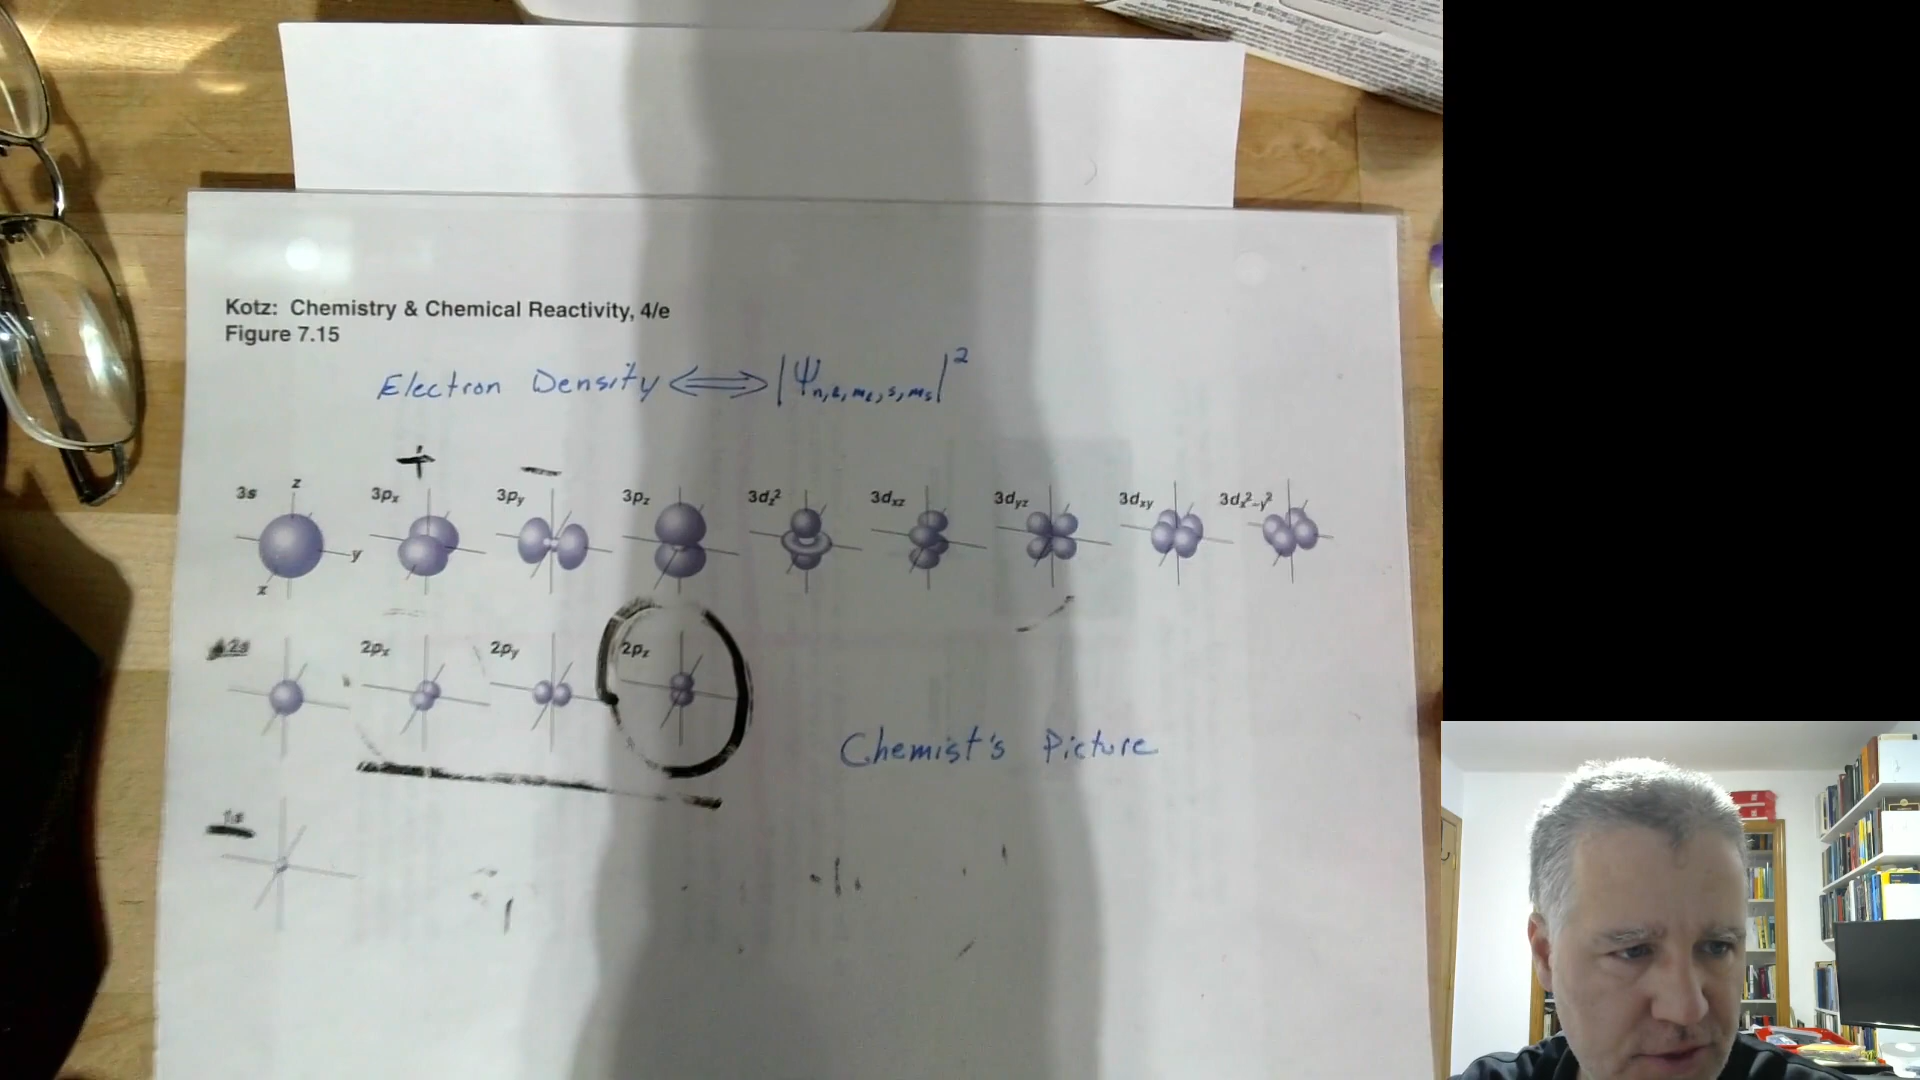 Kotz: Chemistry & Chemical Reactivity, 4/e
Figure 7.15
Electron Density ⟺ |Ψn,ℓ,mℓ,s,ms|²
+ −
3s z 3px 3py 3pz 3dz² 3dxz 3dyz 3dxy 3dx²−y²
y
x
2s 2px 2py 2pz
Chemist's Picture
1s